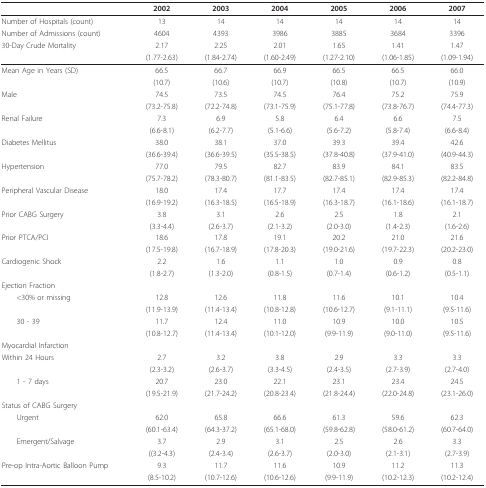 2002 2003 2004 2005 2006 2007
Number of Hospitals (count) 13 14 14 14 14 14
Number of Admissions (count) 4604 4393 3986 3885 3684 3396
30-Day Crude Mortality 2.17 2.25 2.01 1.65 1.41 1.47
(1.77-2.63) (1.84-2.74) (1.60-2.49) (1.27-2.10) (1.06-1.85) (1.09-1.94)
Mean Age in Years (SD) 66.5 66.7 66.9 66.5 66.5 66.0
(10.7) (10.6) (10.7) (10.8) (10.7) (10.9)
Male 74.5 73.5 74.5 76.4 75.2 75.9
(73.2-75.8) (72.2-74.8) (73.1-75.9) (75.1-77.8) (73.8-76.7) (74.4-77.3)
Renal Failure 7.3 6.9 5.8 6.4 6.6 7.5
(6.6-8.1) (6.2-7.7) (5.1-6.6) (5.6-7.2) (5.8-7.4) (6.6-8.4)
Diabetes Mellitus 38.0 38.1 37.0 39.3 39.4 42.6
(36.6-39.4) (36.6-39.5) (35.5-38.5) (37.8-40.8) (37.9-41.0) (40.9-44.3)
Hypertension 77.0 79.5 82.7 83.9 84.1 83.5
(75.7-78.2) (78.3-80.7) (81.1-83.5) (82.7-85.1) (82.9-85.3) (82.2-84.8)
Peripheral Vascular Disease 18.0 17.4 17.7 17.4 17.4 17.4
(16.9-19.2) (16.3-18.5) (16.5-18.9) (16.3-18.7) (16.1-18.6) (16.1-18.7)
Prior CABG Surgery 3.8 3.1 2.6 2.5 1.8 2.1
(3.3-4.4) (2.6-3.7) (2.1-3.2) (2.0-3.0) (1.4-2.3) (1.6-2.6)
Prior PTCA/PCI 18.6 17.8 19.1 20.2 21.0 21.6
(17.5-19.8) (16.7-18.9) (17.8-20.3) (19.0-21.6) (19.7-22.3) (20.2-23.0)
Cardiogenic Shock 2.2 1.6 1.1 1.0 0.9 0.8
(1.8-2.7) (1.3-2.0) (0.8-1.5) (0.7-1.4) (0.6-1.2) (0.5-1.1)
Ejection Fraction
<30% or missing 12.8 12.6 11.8 11.6 10.1 10.4
(11.9-13.9) (11.4-13.4) (10.8-12.8) (10.6-12.7) (9.1-11.1) (9.5-11.6)
30 - 39 11.7 12.4 11.0 10.9 10.0 10.5
(10.8-12.7) (11.4-13.4) (10.1-12.0) (9.9-11.9) (9.0-11.0) (9.5-11.6)
Myocardial Infarction
Within 24 Hours 2.7 3.2 3.8 2.9 3.3 3.3
(2.3-3.2) (2.6-3.7) (3.3-4.5) (2.4-3.5) (2.7-3.9) (2.7-4.0)
1 - 7 days 20.7 23.0 22.1 23.1 23.4 24.5
(19.5-21.9) (21.7-24.2) (20.8-23.4) (21.8-24.4) (22.0-24.8) (23.1-26.0)
Status of CABG Surgery
Urgent 62.0 65.8 66.6 61.3 59.6 62.3
(60.1-63.4) (64.3-37.2) (65.1-68.0) (59.8-62.8) (58.0-61.2) (60.7-64.0)
Emergent/Salvage 3.7 2.9 3.1 2.5 2.6 3.3
((3.2-4.3) (2.4-3.4) (2.6-3.7) (2.0-3.0) (2.1-3.1) (2.7-3.9)
Pre-op Intra-Aortic Balloon Pump 9.3 11.7 11.6 10.9 11.2 11.3
(8.5-10.2) (10.7-12.6) (10.6-12.6) (9.9-11.9) (10.2-12.3) (10.2-12.4)